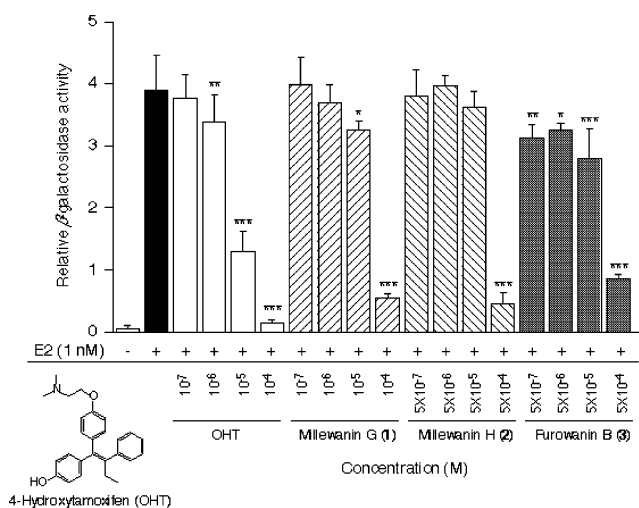 5
4
3
2
1
0
Relative β-galactosidase activity
** *** *** * *** *** ** * *** ***
E2 (1 nM) - + + + + + + + + + + + + + + + + +
10-7 10-6 10-5 10-4 10-7 10-6 10-5 10-4 5X10-7 5X10-6 5X10-5 5X10-4 5X10-7 5X10-6 5X10-5 5X10-4
OHT Millewanin G (1) Millewanin H (2) Furowanin B (3)
Concentration (M)
N
O
HO
4-Hydroxytamoxifen (OHT)